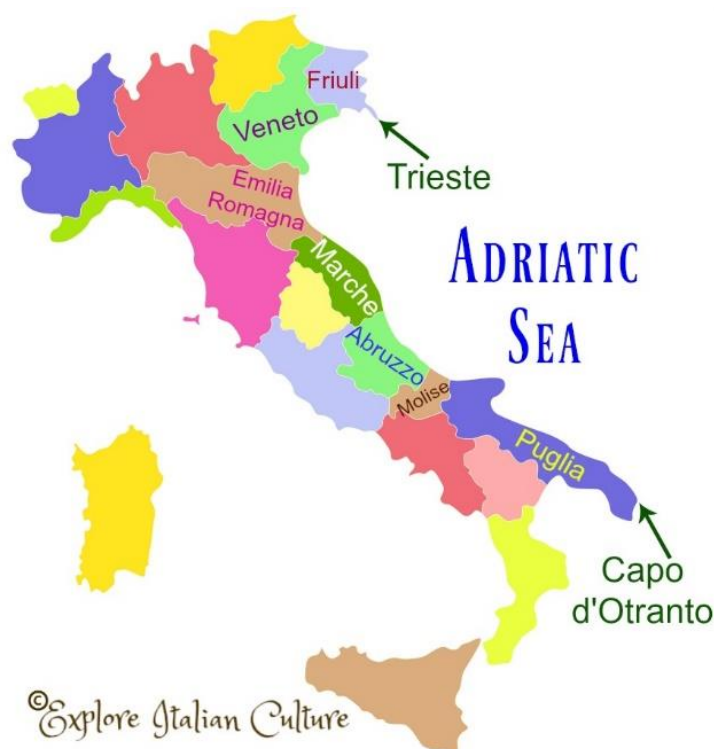 Friuli
Veneto
Trieste
Emilia
Romagna
ADRIATIC
SEA
Marche
Abruzzo
Molise
Puglia
Capo
d'Otranto
©Explore Italian Culture